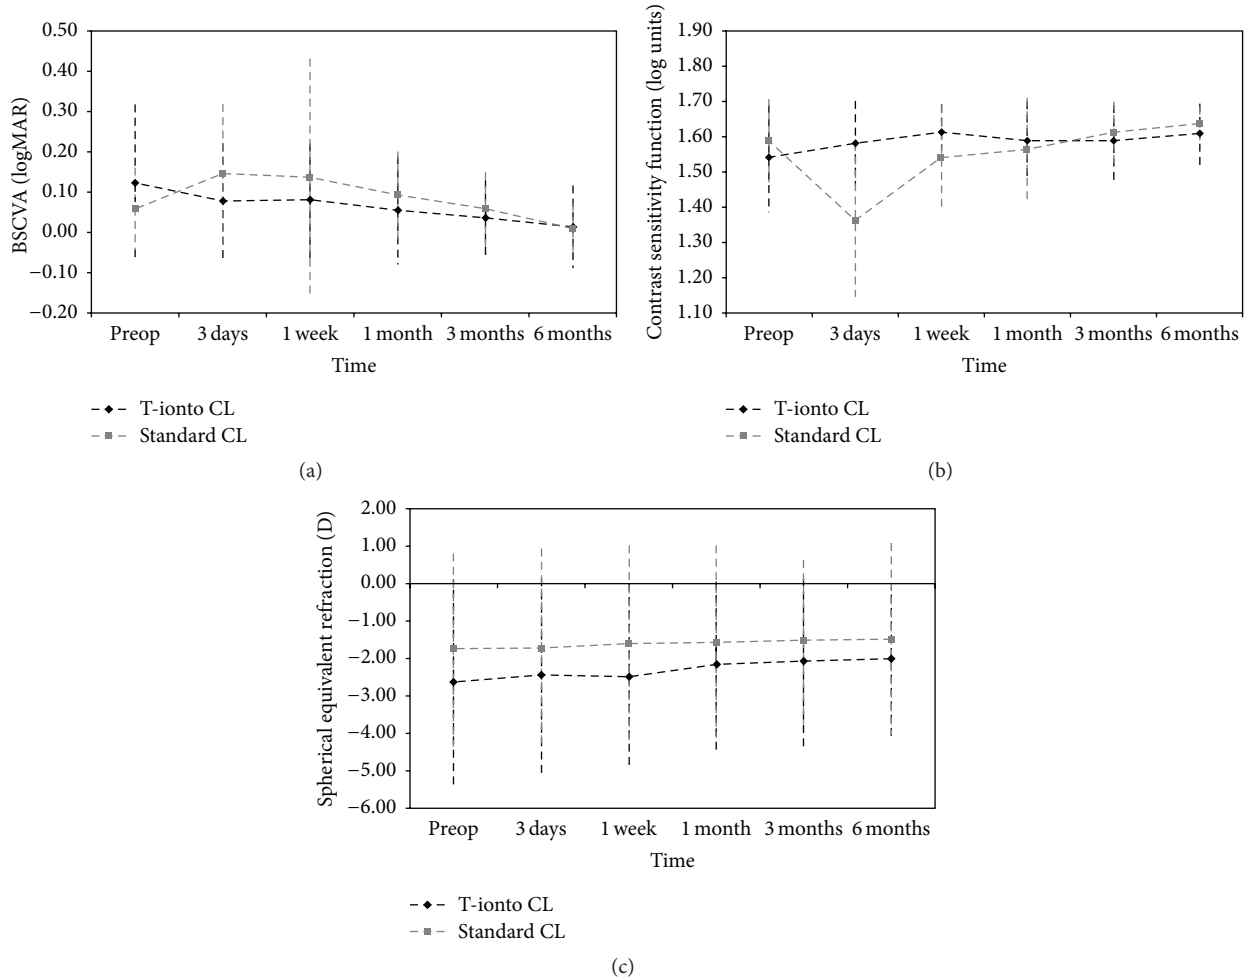 BSCVA (logMAR)
0.50
0.40
0.30
0.20
0.10
0.00
−0.10
−0.20
Preop 3 days 1 week 1 month 3 months 6 months
Time
T-ionto CL
Standard CL
(a)
Contrast sensitivity function (log units)
1.90
1.80
1.70
1.60
1.50
1.40
1.30
1.20
1.10
Preop 3 days 1 week 1 month 3 months 6 months
Time
T-ionto CL
Standard CL
(b)
Spherical equivalent refraction (D)
2.00
1.00
0.00
−1.00
−2.00
−3.00
−4.00
−5.00
−6.00
Preop 3 days 1 week 1 month 3 months 6 months
Time
T-ionto CL
Standard CL
(c)